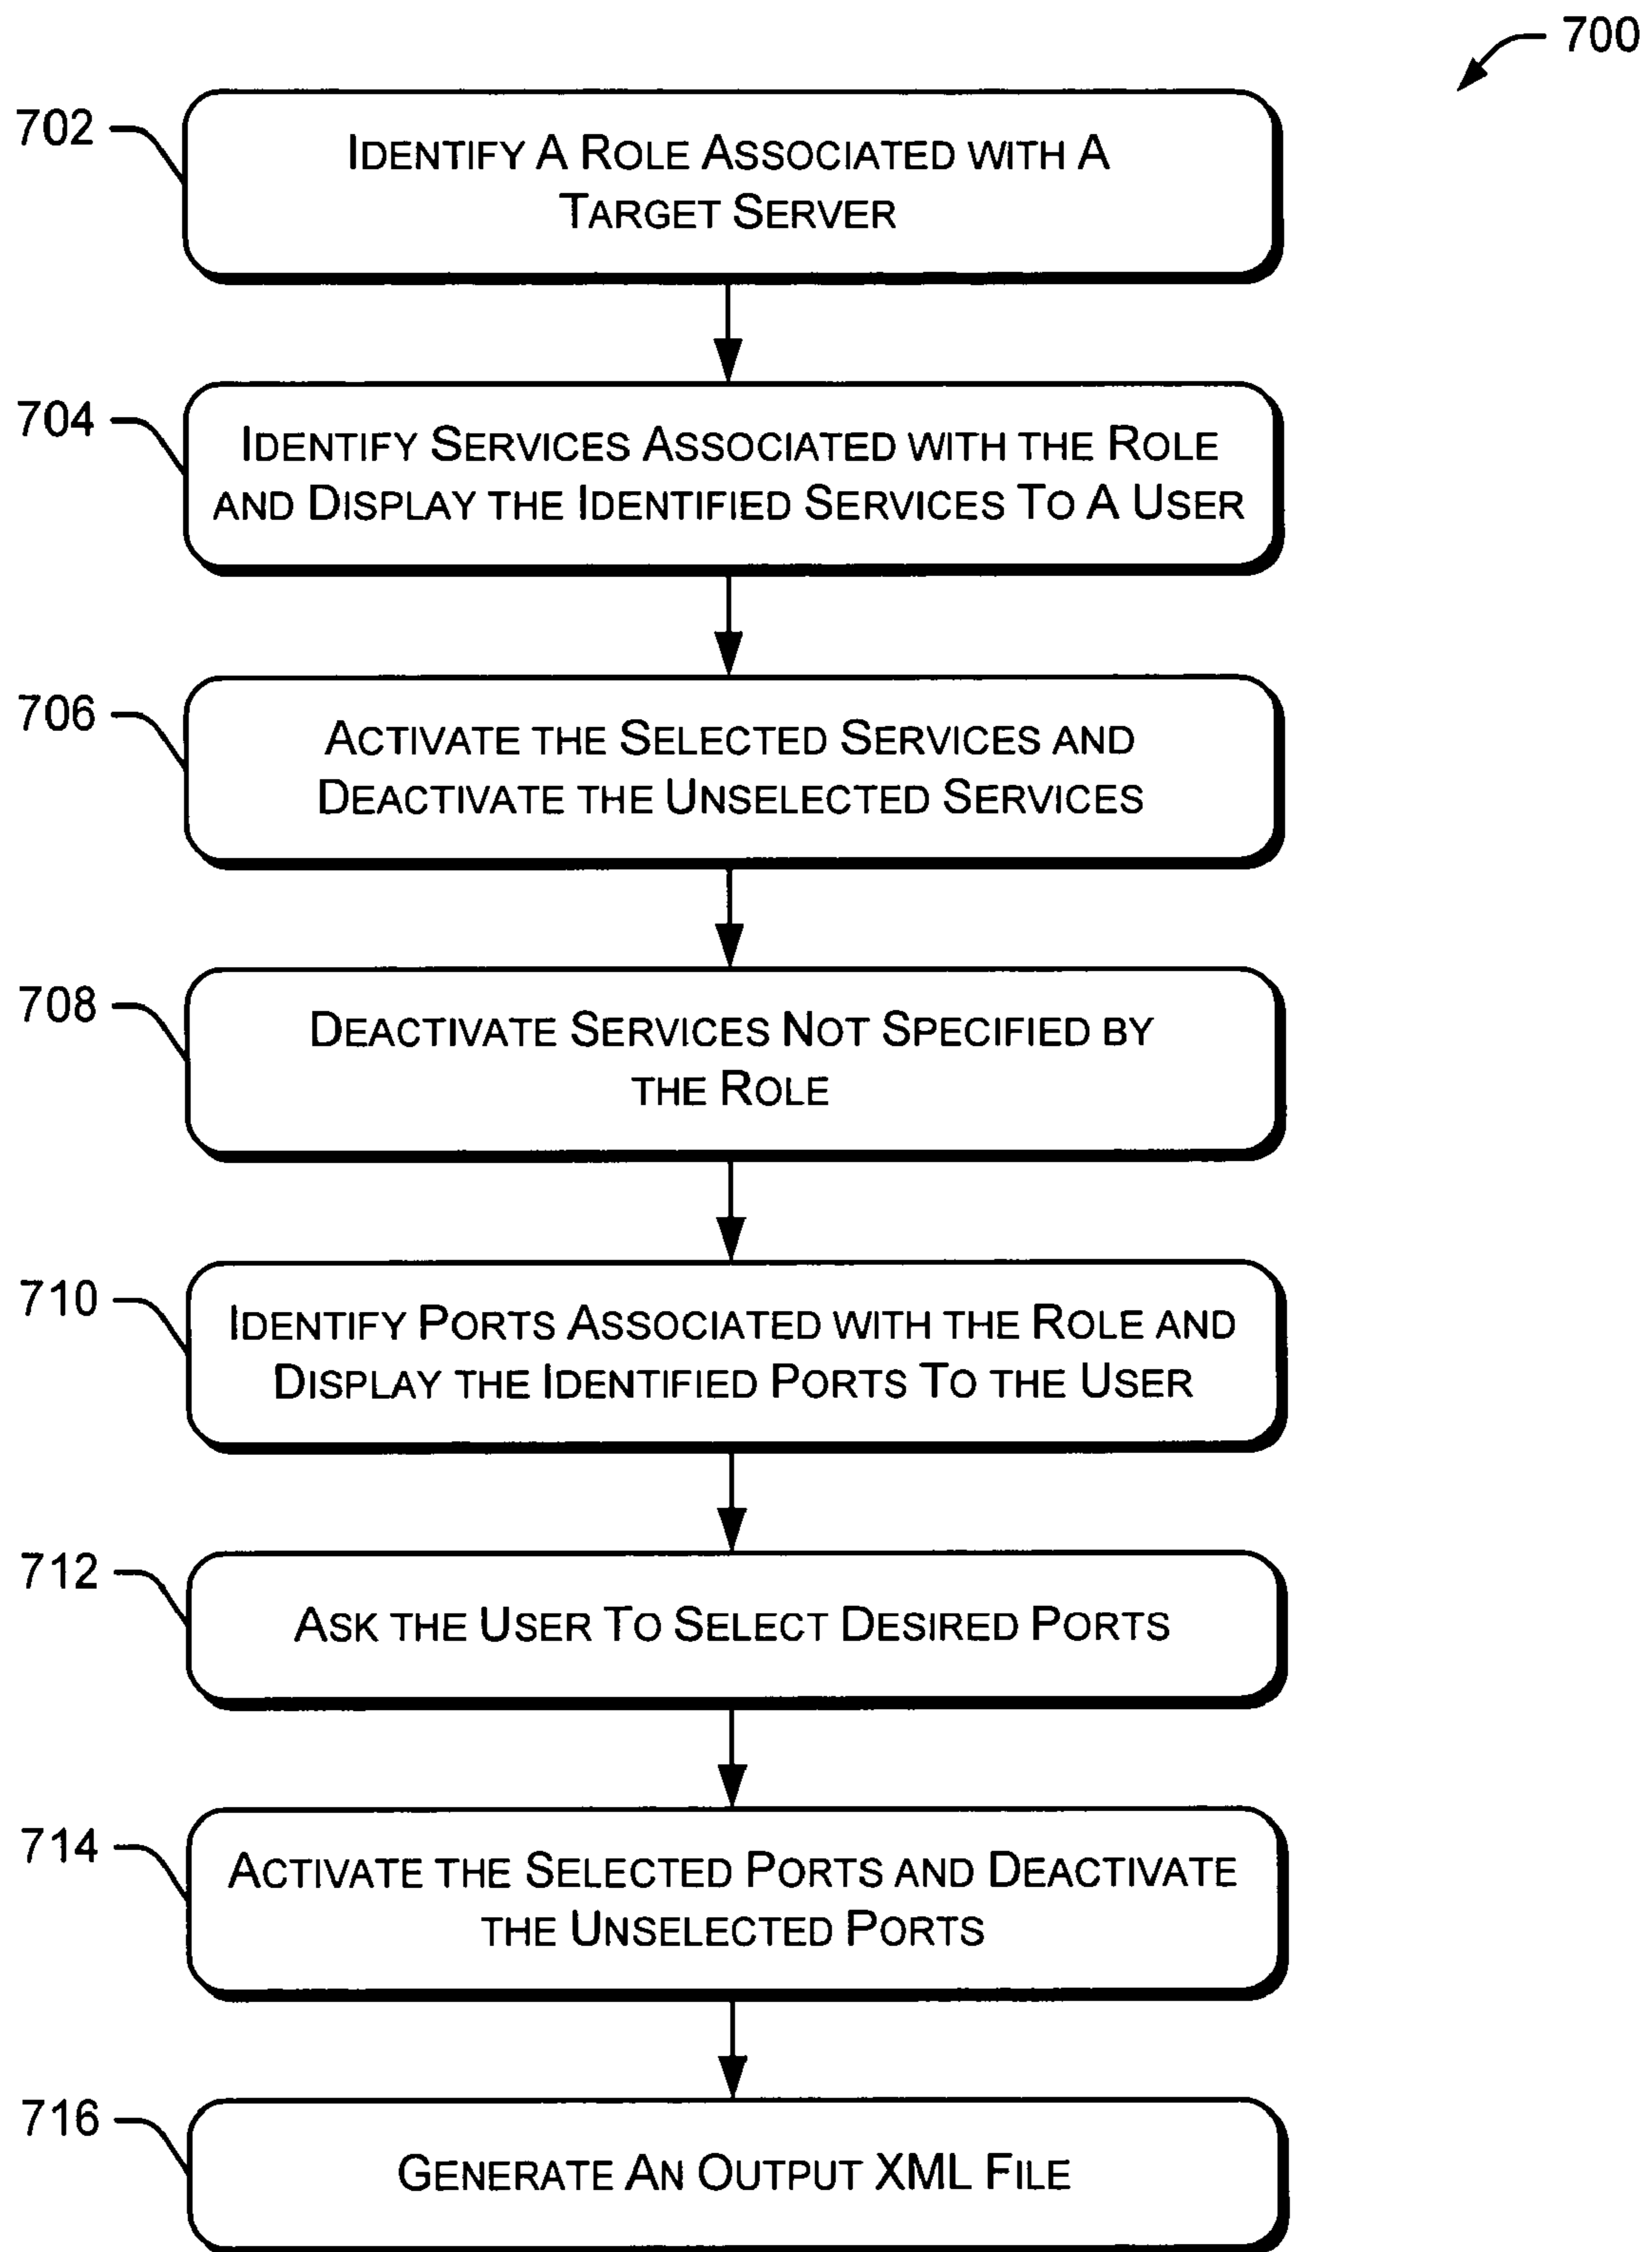 700
702
IDENTIFY A ROLE ASSOCIATED WITH A
TARGET SERVER
704
IDENTIFY SERVICES ASSOCIATED WITH THE ROLE
AND DISPLAY THE IDENTIFIED SERVICES TO A USER
706
ACTIVATE THE SELECTED SERVICES AND
DEACTIVATE THE UNSELECTED SERVICES
708
DEACTIVATE SERVICES NOT SPECIFIED BY
THE ROLE
710
IDENTIFY PORTS ASSOCIATED WITH THE ROLE AND
DISPLAY THE IDENTIFIED PORTS TO THE USER
712
ASK THE USER TO SELECT DESIRED PORTS
714
ACTIVATE THE SELECTED PORTS AND DEACTIVATE
THE UNSELECTED PORTS
716
GENERATE AN OUTPUT XML FILE